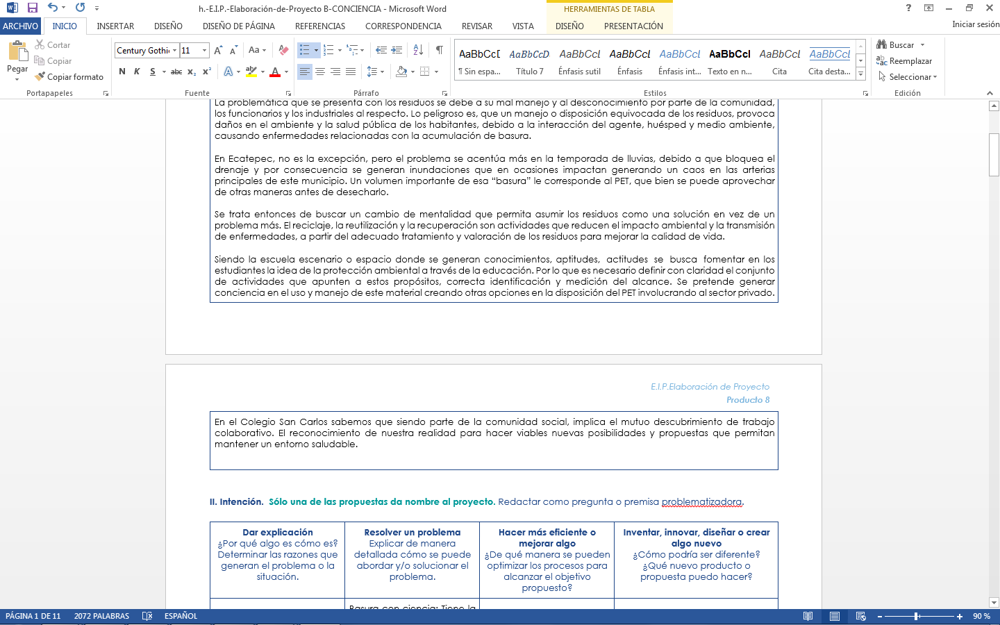 h.-E.I.P.-Elaboración-de-Proyecto B-CONCIENCIA - Microsoft Word
HERRAMIENTAS DE TABLA
ARCHIVO INICIO INSERTAR DISEÑO DISEÑO DE PÁGINA REFERENCIAS CORRESPONDENCIA REVISAR VISTA DISEÑO PRESENTACIÓN Iniciar sesión
Pegar
Cortar
Copiar
Copiar formato
Portapapeles
Century Gothi 11
N K S abc x₂ x²
Fuente
Párrafo
AaBbCcD AaBbCcD AaBbCcL AaBbCcL AaBbCcL AaBbCcl AaBbCcL AaBbCcL
¶ Sin espa... Título 7 Énfasis sutil Énfasis Énfasis int... Texto en n... Cita Cita desta...
Estilos
Buscar
Reemplazar
Seleccionar
Edición
La problemática que se presenta con los residuos se debe a su mal manejo y al desconocimiento por parte de la comunidad,
los funcionarios y los industriales al respecto. Lo peligroso es, que un manejo o disposición equivocada de los residuos, provoca
daños en el ambiente y la salud pública de los habitantes, debido a la interacción del agente, huésped y medio ambiente,
causando enfermedades relacionadas con la acumulación de basura.
En Ecatepec, no es la excepción, pero el problema se acentúa más en la temporada de lluvias, debido a que bloquea el
drenaje y por consecuencia se generan inundaciones que en ocasiones impactan generando un caos en las arterias
principales de este municipio. Un volumen importante de esa “basura” le corresponde al PET, que bien se puede aprovechar
de otras maneras antes de desecharlo.
Se trata entonces de buscar un cambio de mentalidad que permita asumir los residuos como una solución en vez de un
problema más. El reciclaje, la reutilización y la recuperación son actividades que reducen el impacto ambiental y la transmisión
de enfermedades, a partir del adecuado tratamiento y valoración de los residuos para mejorar la calidad de vida.
Siendo la escuela escenario o espacio donde se generan conocimientos, aptitudes, actitudes se busca fomentar en los
estudiantes la idea de la protección ambiental a través de la educación. Por lo que es necesario definir con claridad el conjunto
de actividades que apunten a estos propósitos, correcta identificación y medición del alcance. Se pretende generar
conciencia en el uso y manejo de este material creando otras opciones en la disposición del PET involucrando al sector privado.
E.I.P.Elaboración de Proyecto
Producto 8
En el Colegio San Carlos sabemos que siendo parte de la comunidad social, implica el mutuo descubrimiento de trabajo
colaborativo. El reconocimiento de nuestra realidad para hacer viables nuevas posibilidades y propuestas que permitan
mantener un entorno saludable.
II. Intención. Sólo una de las propuestas da nombre al proyecto. Redactar como pregunta o premisa problematizadora.
Dar explicación
¿Por qué algo es cómo es?
Determinar las razones que
generan el problema o la
situación.
Resolver un problema
Explicar de manera
detallada cómo se puede
abordar y/o solucionar el
problema.
Hacer más eficiente o
mejorar algo
¿De qué manera se pueden
optimizar los procesos para
alcanzar el objetivo
propuesto?
Inventar, innovar, diseñar o crear
algo nuevo
¿Cómo podría ser diferente?
¿Qué nuevo producto o
propuesta puedo hacer?
Basura con ciencia: Tiene la
PÁGINA 1 DE 11 2072 PALABRAS ESPAÑOL 90 %